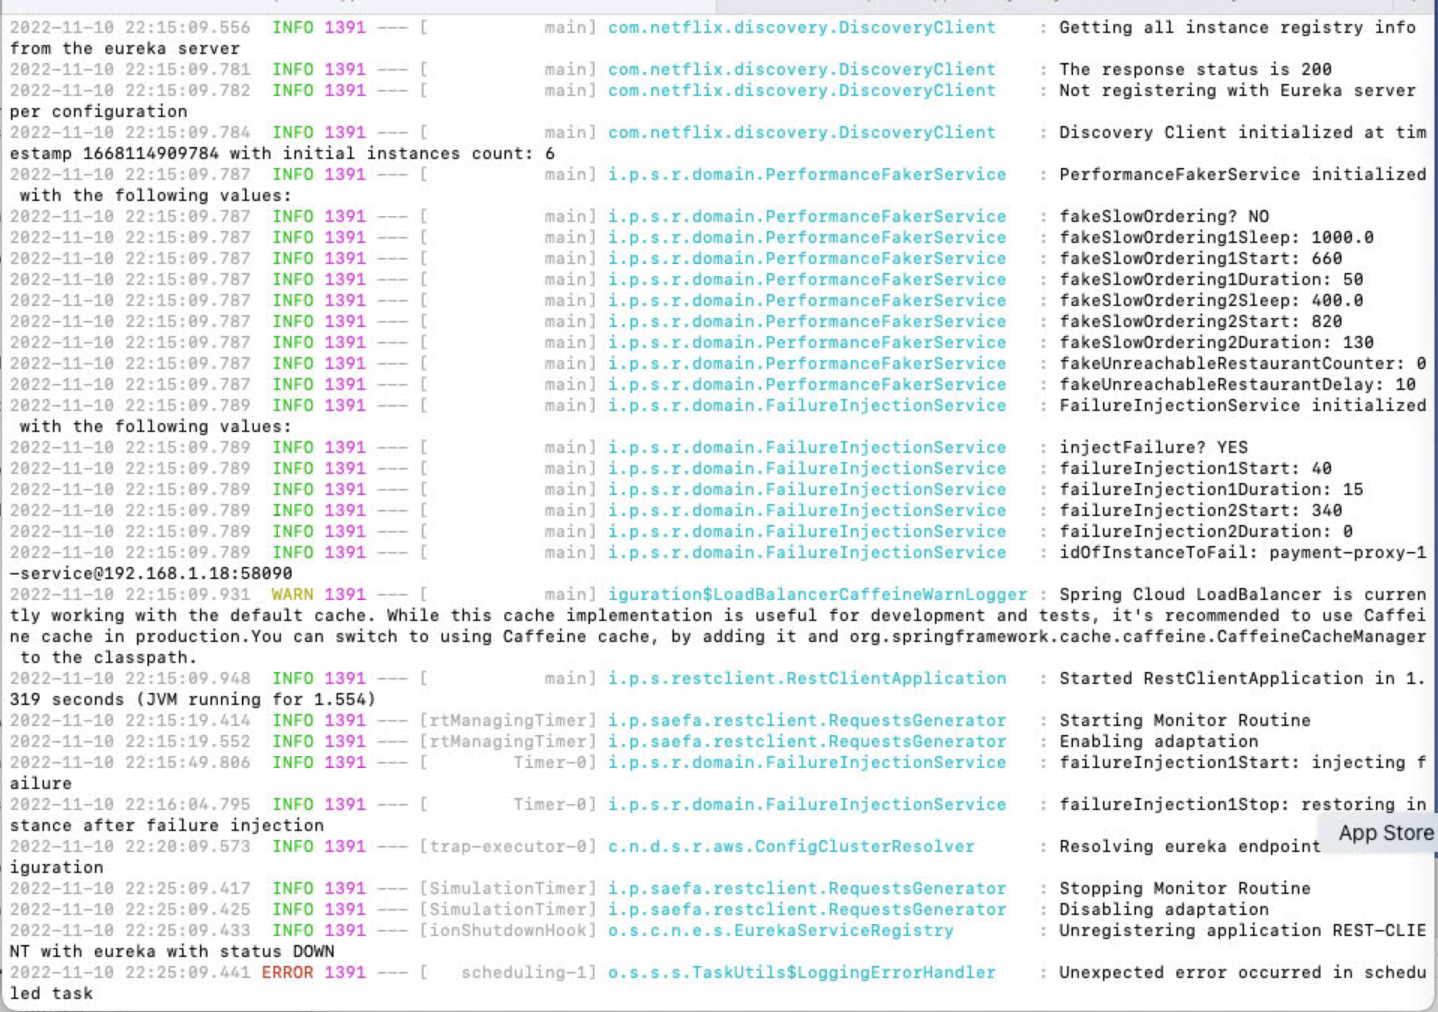 2022-11-10 22:15:09.556  INFO 1391 --- [           main] com.netflix.discovery.DiscoveryClient    : Getting all instance registry info
from the eureka server
2022-11-10 22:15:09.781  INFO 1391 --- [           main] com.netflix.discovery.DiscoveryClient    : The response status is 200
2022-11-10 22:15:09.782  INFO 1391 --- [           main] com.netflix.discovery.DiscoveryClient    : Not registering with Eureka server
per configuration
2022-11-10 22:15:09.784  INFO 1391 --- [           main] com.netflix.discovery.DiscoveryClient    : Discovery Client initialized at tim
estamp 1668114909784 with initial instances count: 6
2022-11-10 22:15:09.787  INFO 1391 --- [           main] i.p.s.r.domain.PerformanceFakerService   : PerformanceFakerService initialized
with the following values:
2022-11-10 22:15:09.787  INFO 1391 --- [           main] i.p.s.r.domain.PerformanceFakerService   : fakeSlowOrdering? NO
2022-11-10 22:15:09.787  INFO 1391 --- [           main] i.p.s.r.domain.PerformanceFakerService   : fakeSlowOrdering1Sleep: 1000.0
2022-11-10 22:15:09.787  INFO 1391 --- [           main] i.p.s.r.domain.PerformanceFakerService   : fakeSlowOrdering1Start: 660
2022-11-10 22:15:09.787  INFO 1391 --- [           main] i.p.s.r.domain.PerformanceFakerService   : fakeSlowOrdering1Duration: 50
2022-11-10 22:15:09.787  INFO 1391 --- [           main] i.p.s.r.domain.PerformanceFakerService   : fakeSlowOrdering2Sleep: 400.0
2022-11-10 22:15:09.787  INFO 1391 --- [           main] i.p.s.r.domain.PerformanceFakerService   : fakeSlowOrdering2Start: 820
2022-11-10 22:15:09.787  INFO 1391 --- [           main] i.p.s.r.domain.PerformanceFakerService   : fakeSlowOrdering2Duration: 130
2022-11-10 22:15:09.787  INFO 1391 --- [           main] i.p.s.r.domain.PerformanceFakerService   : fakeUnreachableRestaurantCounter: 0
2022-11-10 22:15:09.787  INFO 1391 --- [           main] i.p.s.r.domain.PerformanceFakerService   : fakeUnreachableRestaurantDelay: 10
2022-11-10 22:15:09.789  INFO 1391 --- [           main] i.p.s.r.domain.FailureInjectionService   : FailureInjectionService initialized
with the following values:
2022-11-10 22:15:09.789  INFO 1391 --- [           main] i.p.s.r.domain.FailureInjectionService   : injectFailure? YES
2022-11-10 22:15:09.789  INFO 1391 --- [           main] i.p.s.r.domain.FailureInjectionService   : failureInjection1Start: 40
2022-11-10 22:15:09.789  INFO 1391 --- [           main] i.p.s.r.domain.FailureInjectionService   : failureInjection1Duration: 15
2022-11-10 22:15:09.789  INFO 1391 --- [           main] i.p.s.r.domain.FailureInjectionService   : failureInjection2Start: 340
2022-11-10 22:15:09.789  INFO 1391 --- [           main] i.p.s.r.domain.FailureInjectionService   : failureInjection2Duration: 0
2022-11-10 22:15:09.789  INFO 1391 --- [           main] i.p.s.r.domain.FailureInjectionService   : idOfInstanceToFail: payment-proxy-1
-service@192.168.1.18:58090
2022-11-10 22:15:09.931  WARN 1391 --- [           main] iguration$LoadBalancerCaffeineWarnLogger : Spring Cloud LoadBalancer is curren
tly working with the default cache. While this cache implementation is useful for development and tests, it's recommended to use Caffei
ne cache in production.You can switch to using Caffeine cache, by adding it and org.springframework.cache.caffeine.CaffeineCacheManager
to the classpath.
2022-11-10 22:15:09.948  INFO 1391 --- [           main] i.p.s.restclient.RestClientApplication   : Started RestClientApplication in 1.
319 seconds (JVM running for 1.554)
2022-11-10 22:15:19.414  INFO 1391 --- [rtManagingTimer] i.p.saefa.restclient.RequestsGenerator   : Starting Monitor Routine
2022-11-10 22:15:19.552  INFO 1391 --- [rtManagingTimer] i.p.saefa.restclient.RequestsGenerator   : Enabling adaptation
2022-11-10 22:15:49.806  INFO 1391 --- [        Timer-0] i.p.s.r.domain.FailureInjectionService   : failureInjection1Start: injecting f
ailure
2022-11-10 22:16:04.795  INFO 1391 --- [        Timer-0] i.p.s.r.domain.FailureInjectionService   : failureInjection1Stop: restoring in
stance after failure injection
App Store
2022-11-10 22:20:09.573  INFO 1391 --- [trap-executor-0] c.n.d.s.r.aws.ConfigClusterResolver      : Resolving eureka endpoint
iguration
2022-11-10 22:25:09.417  INFO 1391 --- [SimulationTimer] i.p.saefa.restclient.RequestsGenerator   : Stopping Monitor Routine
2022-11-10 22:25:09.425  INFO 1391 --- [SimulationTimer] i.p.saefa.restclient.RequestsGenerator   : Disabling adaptation
2022-11-10 22:25:09.433  INFO 1391 --- [ionShutdownHook] o.s.c.n.e.s.EurekaServiceRegistry        : Unregistering application REST-CLIE
NT with eureka with status DOWN
2022-11-10 22:25:09.441 ERROR 1391 --- [   scheduling-1] o.s.s.s.TaskUtils$LoggingErrorHandler    : Unexpected error occurred in schedu
led task